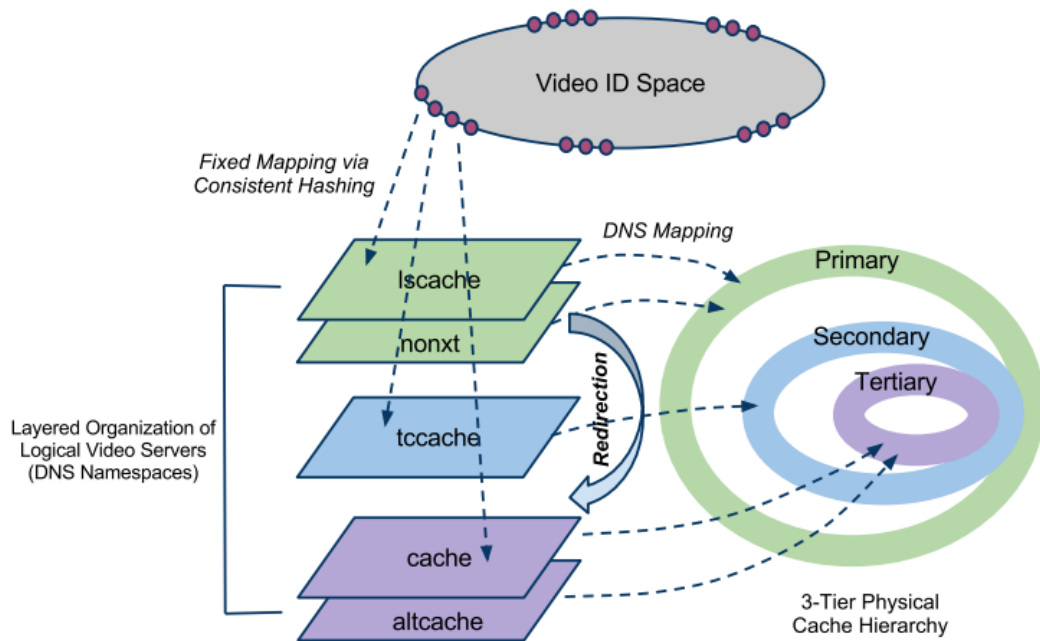 Video ID Space
Fixed Mapping via
Consistent Hashing
DNS Mapping
lscache
nonxt
tccache
cache
altcache
Redirection
Layered Organization of
Logical Video Servers
(DNS Namespaces)
Primary
Secondary
Tertiary
3-Tier Physical
Cache Hierarchy